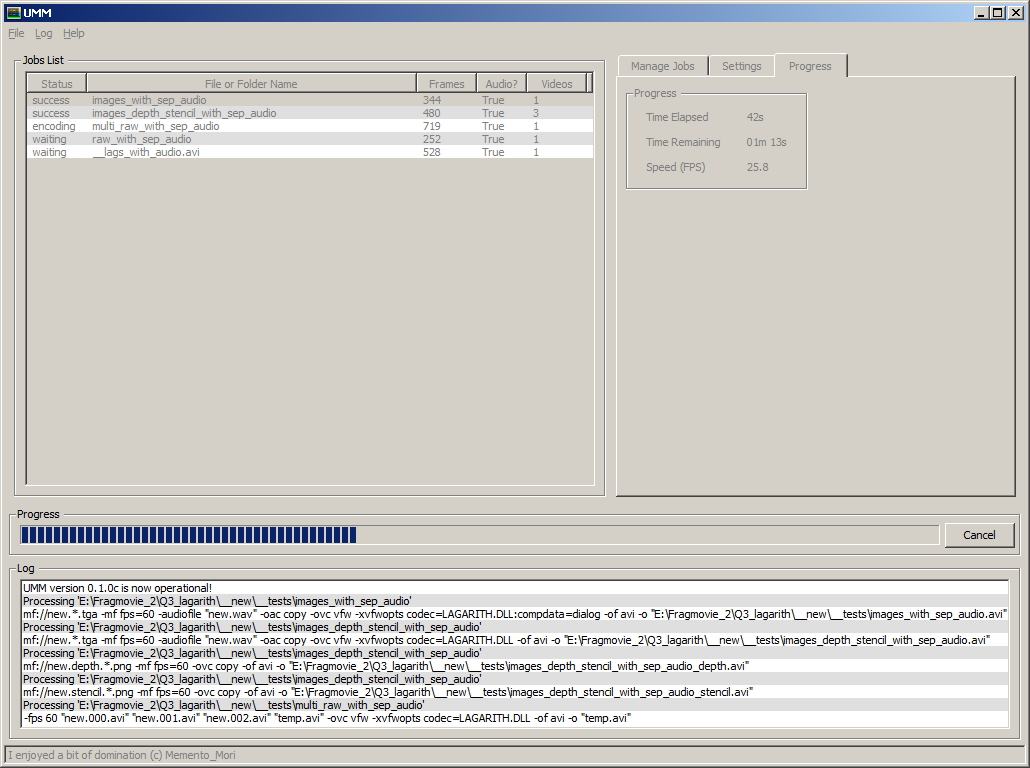 UMM
File Log Help
Jobs List
Status File or Folder Name Frames Audio? Videos
success images_with_sep_audio 344 True 1
success images_depth_stencil_with_sep_audio 480 True 3
encoding multi_raw_with_sep_audio 719 True 1
waiting raw_with_sep_audio 252 True 1
waiting __lags_with_audio.avi 528 True 1
Manage Jobs Settings Progress
Progress
Time Elapsed 42s
Time Remaining 01m 13s
Speed (FPS) 25.8
Progress
Cancel
Log
UMM version 0.1.0c is now operational!
Processing 'E:\Fragmovie_2\Q3_lagarith\__new\__tests\images_with_sep_audio'
mf://new.*.tga -mf fps=60 -audiofile "new.wav" -oac copy -ovc vfw -xvfwopts codec=LAGARITH.DLL:compdata=dialog -of avi -o "E:\Fragmovie_2\Q3_lagarith\__new\__tests\images_with_sep_audio.avi"
Processing 'E:\Fragmovie_2\Q3_lagarith\__new\__tests\images_depth_stencil_with_sep_audio'
mf://new.*.tga -mf fps=60 -audiofile "new.wav" -oac copy -ovc vfw -xvfwopts codec=LAGARITH.DLL -of avi -o "E:\Fragmovie_2\Q3_lagarith\__new\__tests\images_depth_stencil_with_sep_audio.avi"
Processing 'E:\Fragmovie_2\Q3_lagarith\__new\__tests\images_depth_stencil_with_sep_audio'
mf://new.depth.*.png -mf fps=60 -ovc copy -of avi -o "E:\Fragmovie_2\Q3_lagarith\__new\__tests\images_depth_stencil_with_sep_audio_depth.avi"
Processing 'E:\Fragmovie_2\Q3_lagarith\__new\__tests\images_depth_stencil_with_sep_audio'
mf://new.stencil.*.png -mf fps=60 -ovc copy -of avi -o "E:\Fragmovie_2\Q3_lagarith\__new\__tests\images_depth_stencil_with_sep_audio_stencil.avi"
Processing 'E:\Fragmovie_2\Q3_lagarith\__new\__tests\multi_raw_with_sep_audio'
-fps 60 "new.000.avi" "new.001.avi" "new.002.avi" "temp.avi" -ovc vfw -xvfwopts codec=LAGARITH.DLL -of avi -o "temp.avi"
I enjoyed a bit of domination (c) Memento_Mori